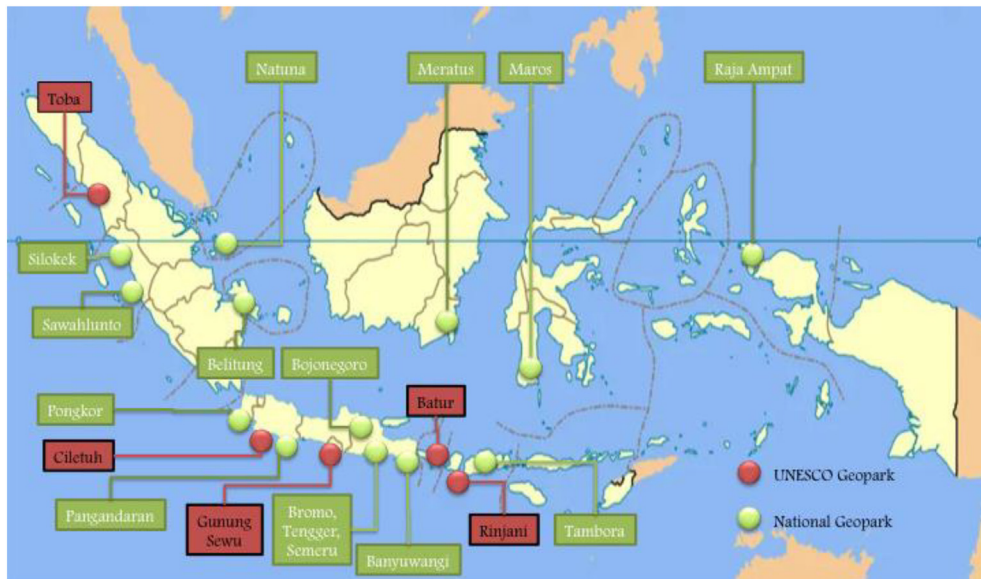 Natuna
Meratus
Maros
Raja Ampat
Toba
Silokek
Sawahlunto
Belitung
Bojonegoro
Pongkor
Batur
Ciletuh
Pangandaran
Gunung
Sewu
Bromo,
Tengger,
Semeru
Banyuwangi
Rinjani
Tambora
UNESCO Geopark
National Geopark